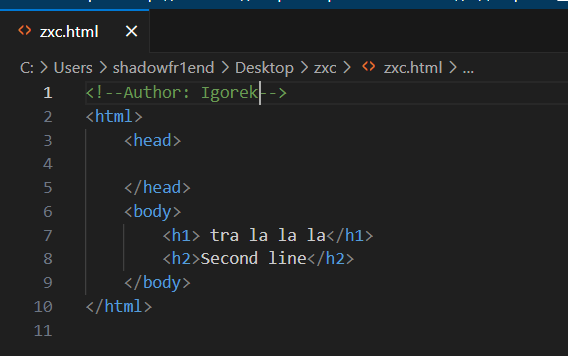 zxc.html
C: > Users > shadowfr1end > Desktop > zxc > zxc.html > ...
1 <!--Author: Igorek-->
2 <html>
3 <head>
4
5 </head>
6 <body>
7 <h1> tra la la la</h1>
8 <h2>Second line</h2>
9 </body>
10 </html>
11